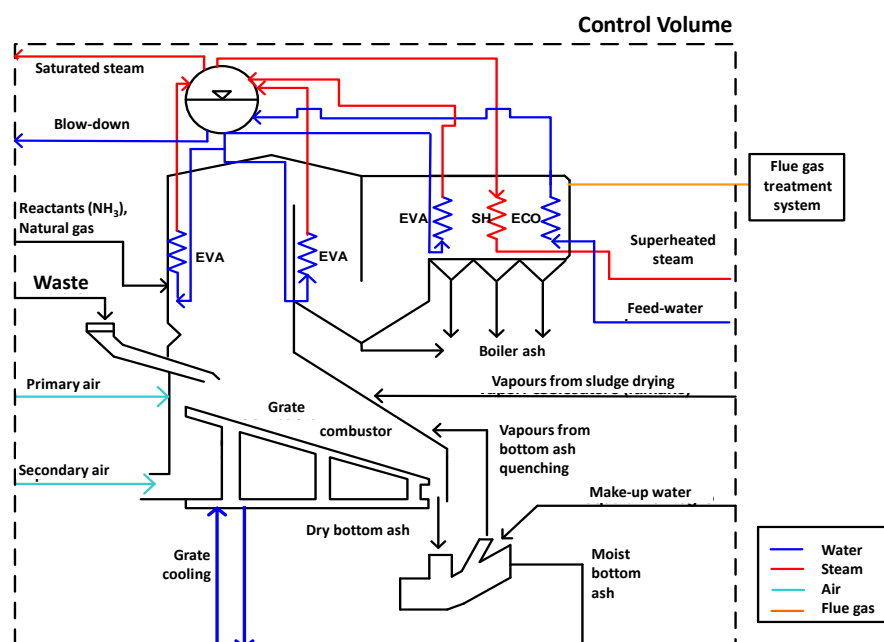 Control Volume
Saturated steam
Blow-down
Flue gas
treatment
system
Reactants (NH₃),
Natural gas
EVA
EVA
EVA
SH
ECO
Superheated
steam
Waste
Feed-water
Boiler ash
Primary air
Vapours from sludge drying
Grate
combustor
Vapours from
bottom ash
quenching
Secondary air
Make-up water
Dry bottom ash
Grate
cooling
Moist
bottom
ash
Water
Steam
Air
Flue gas